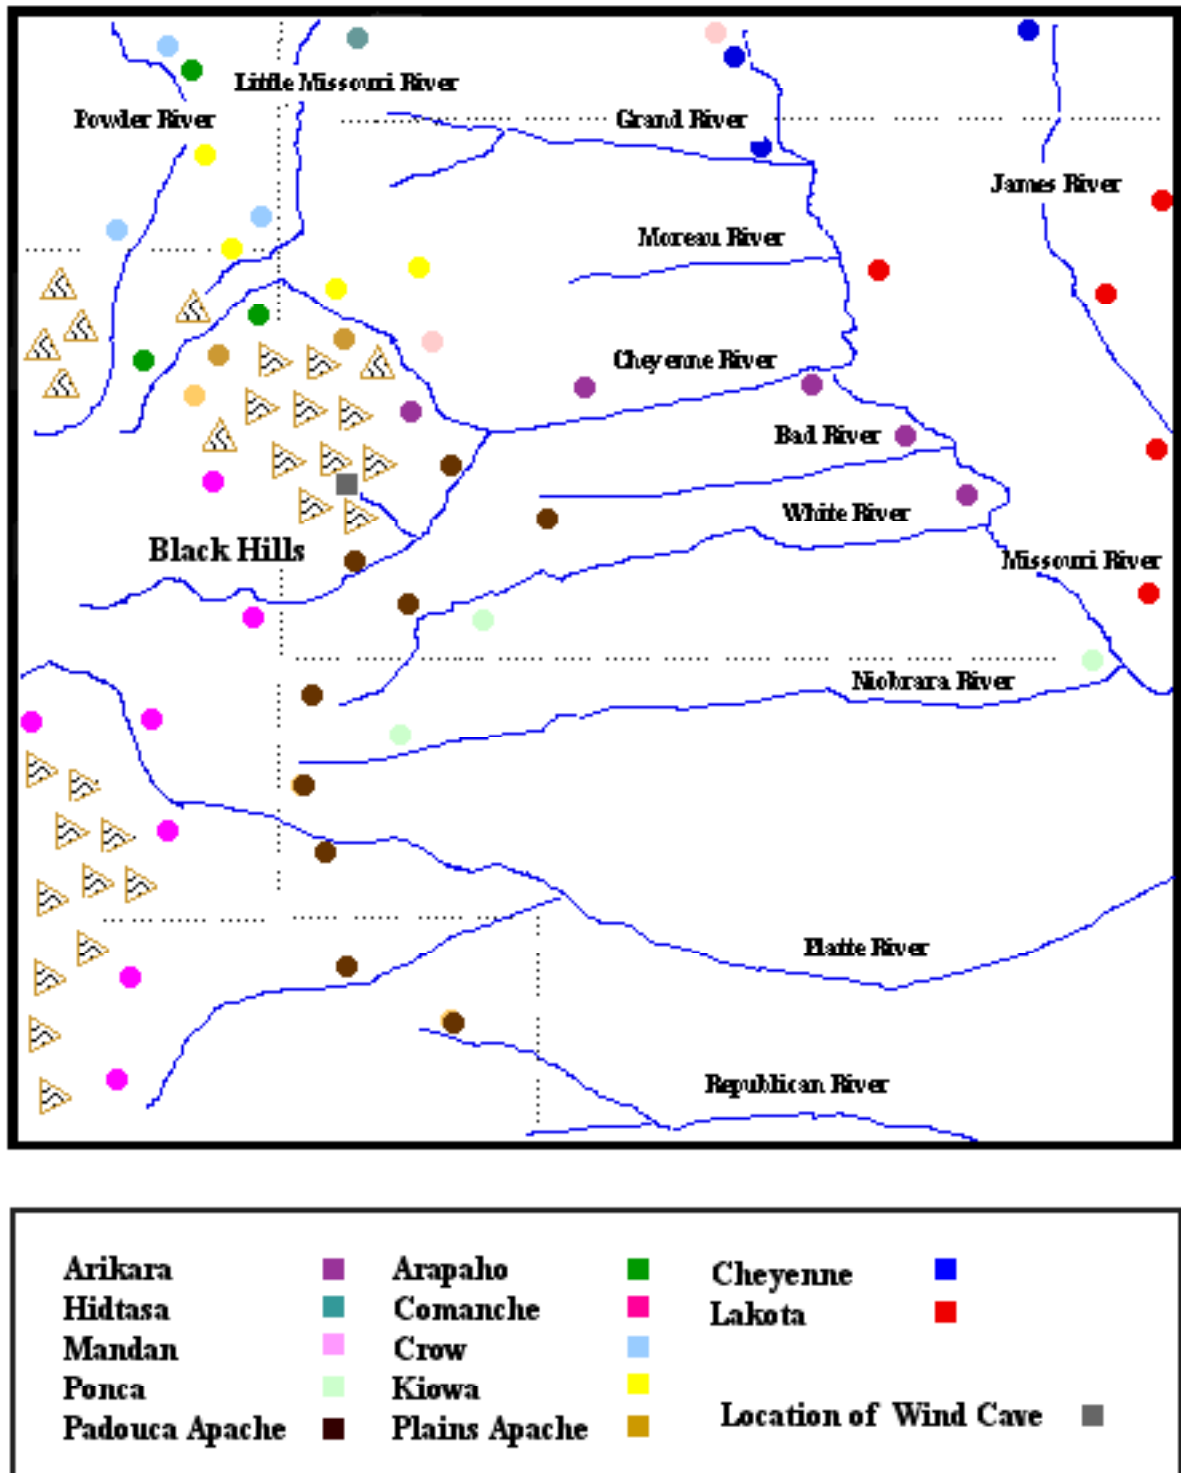 Little Missouri River
Powder River
Grand River
James River
Moreau River
Cheyenne River
Bad River
White River
Black Hills
Missouri River
Niobrara River
Platte River
Republican River
Arikara
Arapaho
Cheyenne
Hidtasa
Comanche
Lakota
Mandan
Crow
Ponca
Kiowa
Location of Wind Cave
Padouca Apache
Plains Apache